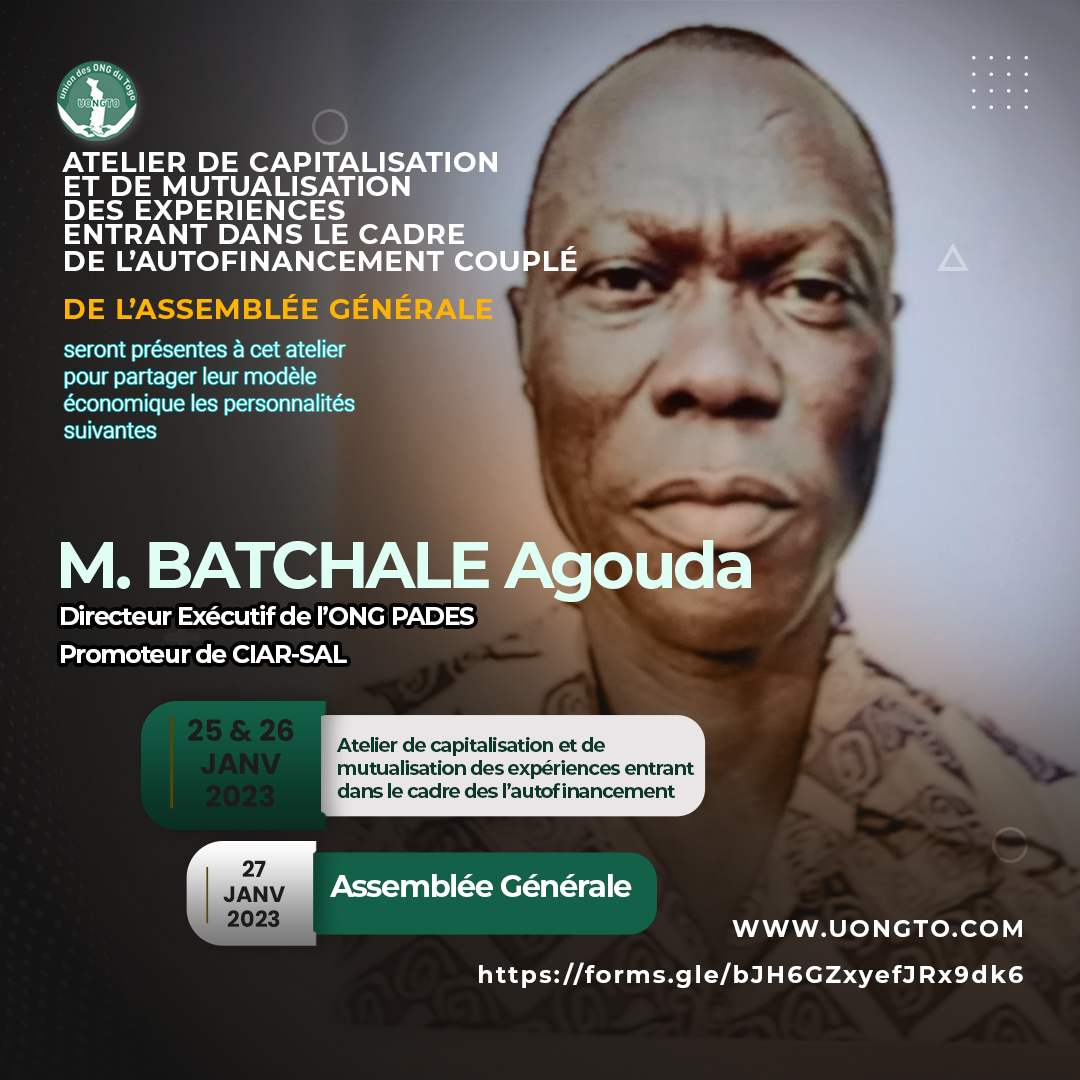 union des ONG du Togo
UONGTO
ATELIER DE CAPITALISATION
ET DE MUTUALISATION
DES EXPERIENCES
ENTRANT DANS LE CADRE
DE L’AUTOFINANCEMENT COUPLÉ
DE L’ASSEMBLÉE GÉNÉRALE
seront présentes à cet atelier
pour partager leur modèle
économique les personnalités
suivantes
M. BATCHALE Agouda
Directeur Exécutif de l’ONG PADES
Promoteur de CIAR-SAL
25 & 26
JANV
2023
Atelier de capitalisation et de
mutualisation des expériences entrant
dans le cadre des l’autofinancement
27
JANV
2023
Assemblée Générale
WWW.UONGTO.COM
https://forms.gle/bJH6GZxyefJRx9dk6